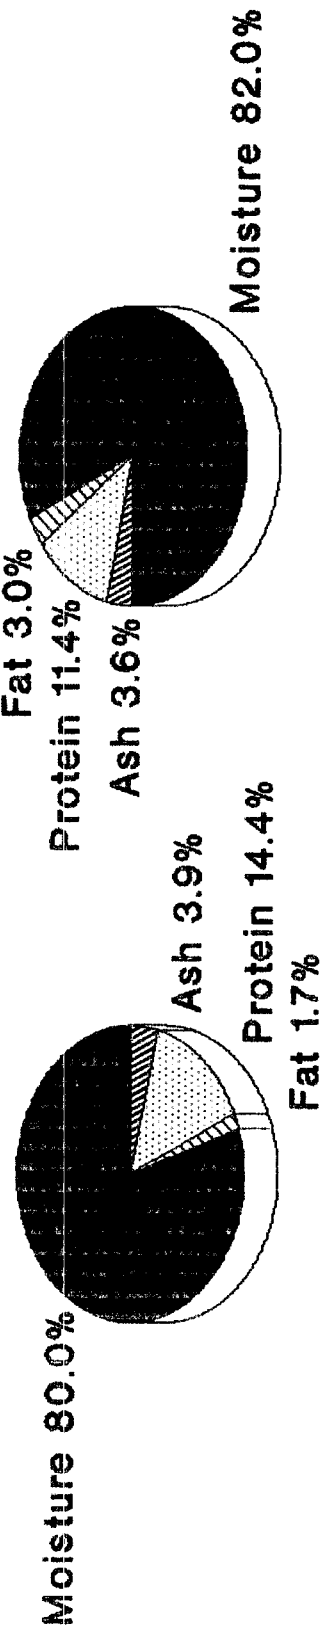 Moisture 80.0%
Ash 3.9%
Protein 14.4%
Fat 1.7%
Fat 3.0%
Protein 11.4%
Ash 3.6%
Moisture 82.0%